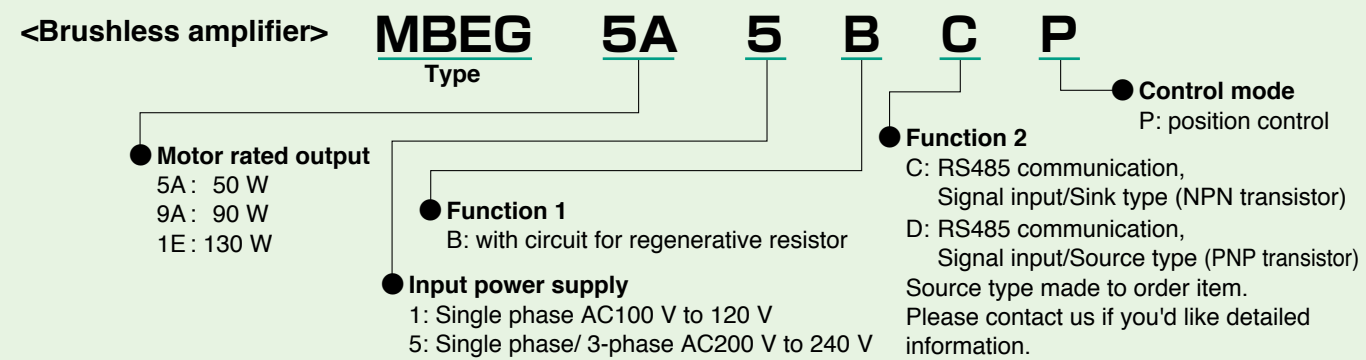 <Brushless amplifier> MBEG 5A 5 B C P
Type
Control mode
P: position control
Motor rated output
5A: 50 W
9A: 90 W
1E: 130 W
Function 2
C: RS485 communication,
Signal input/Sink type (NPN transistor)
D: RS485 communication,
Signal input/Source type (PNP transistor)
Source type made to order item.
Please contact us if you'd like detailed
information.
Function 1
B: with circuit for regenerative resistor
Input power supply
1: Single phase AC100 V to 120 V
5: Single phase/ 3-phase AC200 V to 240 V